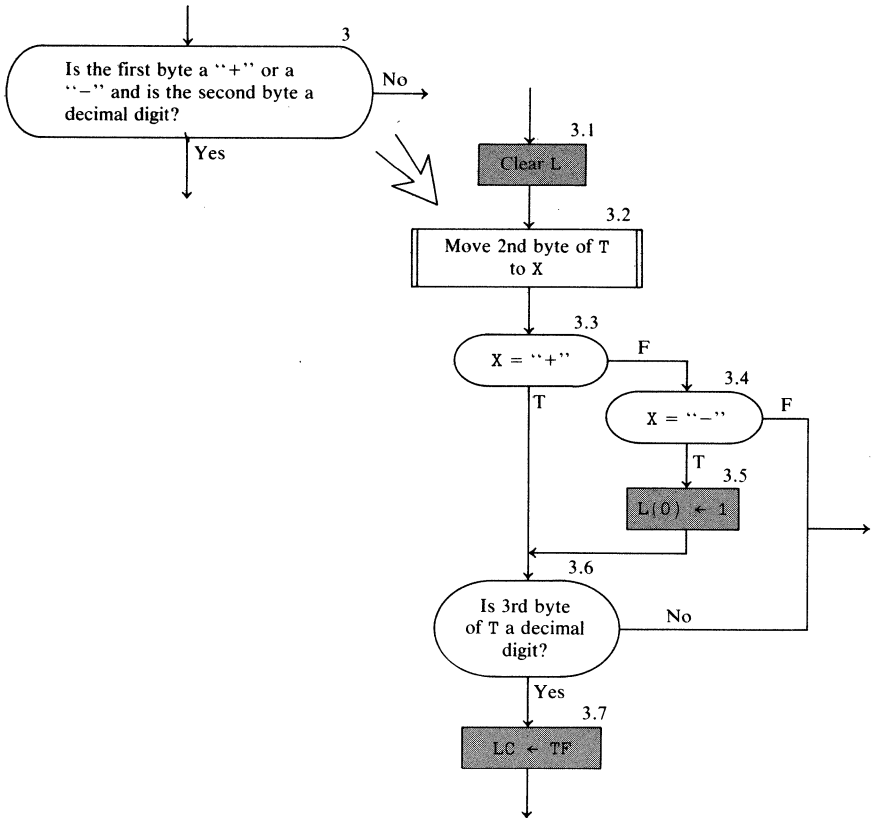 3
Is the first byte a “+” or a
“−” and is the second byte a
decimal digit?
No
Yes
3.1
Clear L
3.2
Move 2nd byte of T
to X
3.3
X = “+”
F
T
3.4
X = “−”
F
T
3.5
L(0) ← 1
3.6
Is 3rd byte
of T a decimal
digit?
No
Yes
3.7
LC ← TF